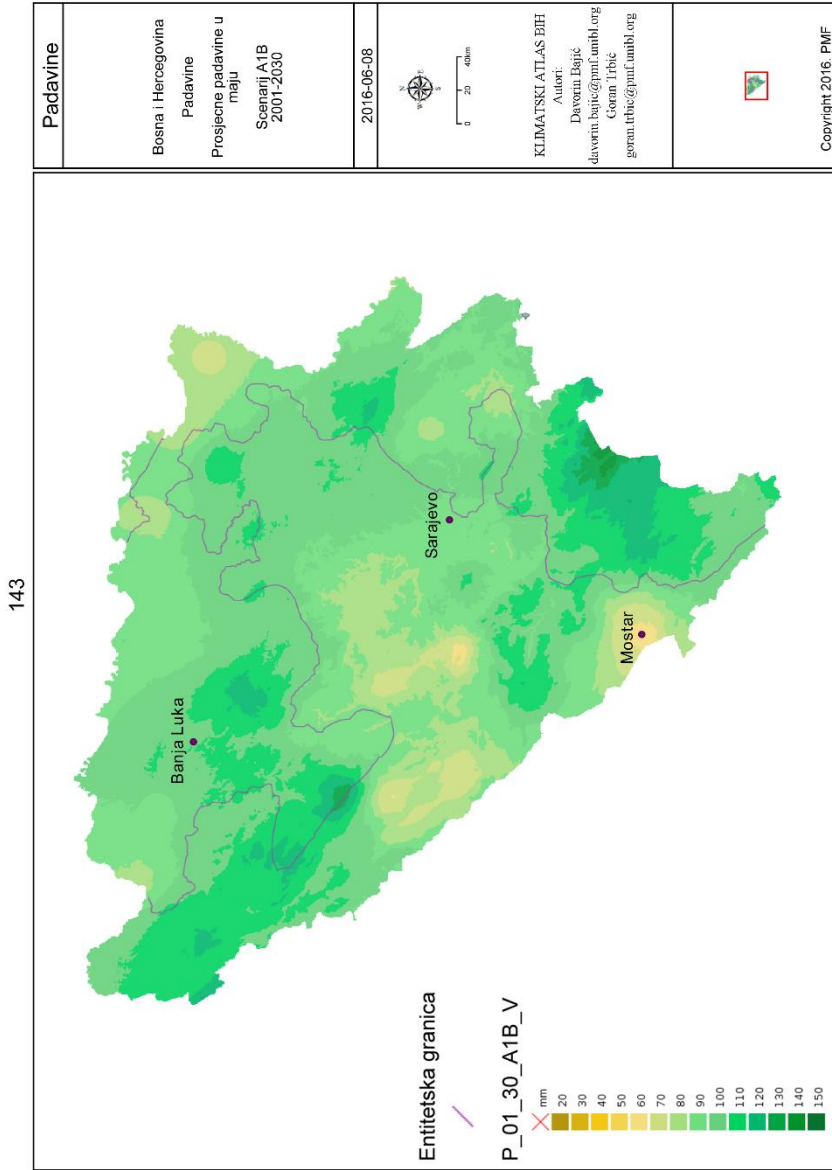 143
Padavine
Bosna i Hercegovina
Padavine
Prosjecne padavine u
maju
Scenarij A1B
2001-2030
2016-06-08
N
W
E
S
0 20 40km
KLIMATSKI ATLAS BIH
Autori:
Davorin Bajić
davorin.bajic@pmf.unibl.org
Goran Trbić
goran.trbic@pmf.unibl.org
Copyright 2016. PMF
Banja Luka
Sarajevo
Mostar
Entitetska granica
P_01_30_A1B_V
mm
20
30
40
50
60
70
80
90
100
110
120
130
140
150